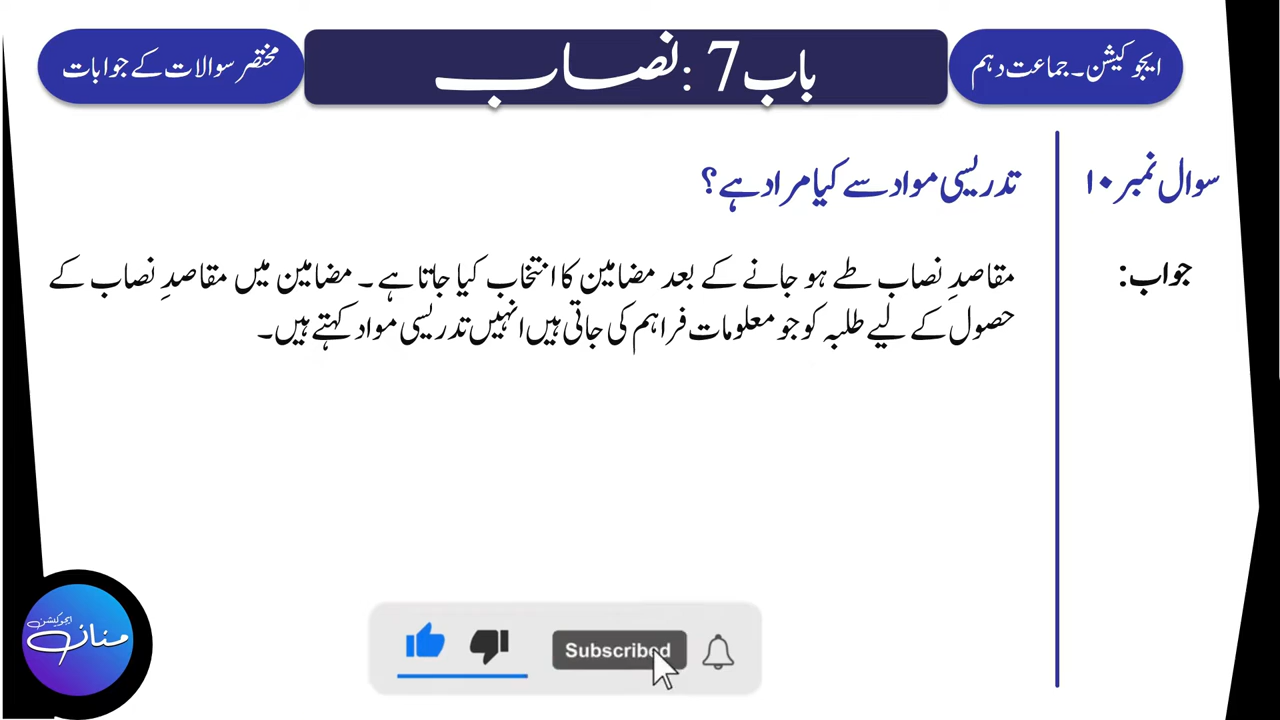 ایجوکیشن۔ جماعت دہم
باب 7 : نصاب
مختصر سوالات کے جوابات
سوال نمبر ۱۰
تدریسی مواد سے کیا مراد ہے؟
جواب:
مقاصدِ نصاب طے ہو جانے کے بعد مضامین کا انتخاب کیا جاتا ہے۔ مضامین میں مقاصدِ نصاب کے
حصول کے لیے طلبہ کو جو معلومات فراہم کی جاتی ہیں انہیں تدریسی مواد کہتے ہیں۔
ایجوکیشن
منان
Subscribed